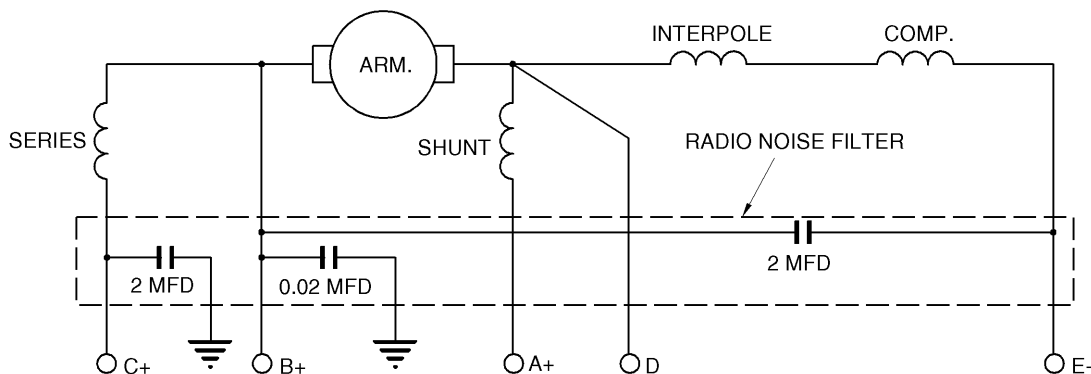 INTERPOLE
COMP.
ARM.
SERIES
SHUNT
RADIO NOISE FILTER
2 MFD
0.02 MFD
2 MFD
C+
B+
A+
D
E-